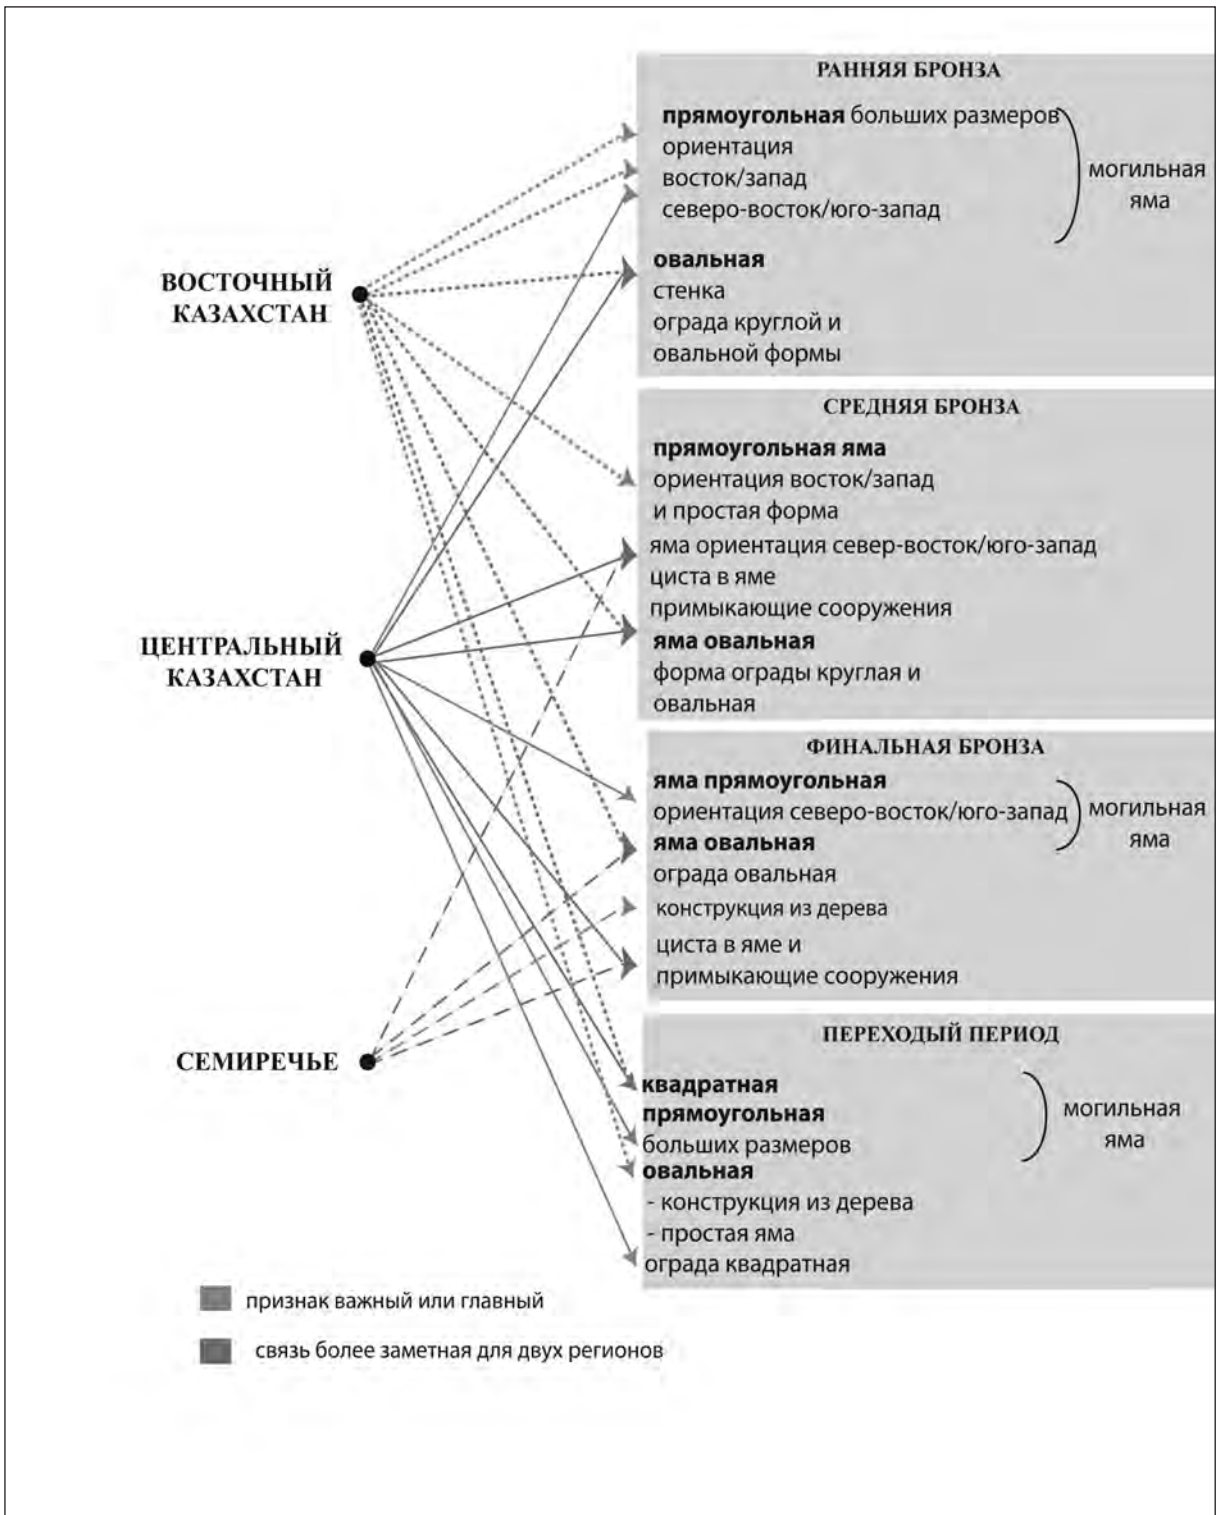 РАННЯЯ БРОНЗА
прямоугольная больших размеров
ориентация
восток/запад
северо-восток/юго-запад
могильная
яма
овальная
стенка
ограда круглой и
овальной формы
ВОСТОЧНЫЙ
КАЗАХСТАН
СРЕДНЯЯ БРОНЗА
прямоугольная яма
ориентация восток/запад
и простая форма
яма ориентация север-восток/юго-запад
циста в яме
примыкающие сооружения
яма овальная
форма ограды круглая и
овальная
ЦЕНТРАЛЬНЫЙ
КАЗАХСТАН
ФИНАЛЬНАЯ БРОНЗА
яма прямоугольная
ориентация северо-восток/юго-запад
могильная
яма
яма овальная
ограда овальная
конструкция из дерева
циста в яме и
примыкающие сооружения
СЕМИРЕЧЬЕ
ПЕРЕХОДЫЙ ПЕРИОД
квадратная
прямоугольная
больших размеров
могильная
яма
овальная
- конструкция из дерева
- простая яма
ограда квадратная
признак важный или главный
связь более заметная для двух регионов